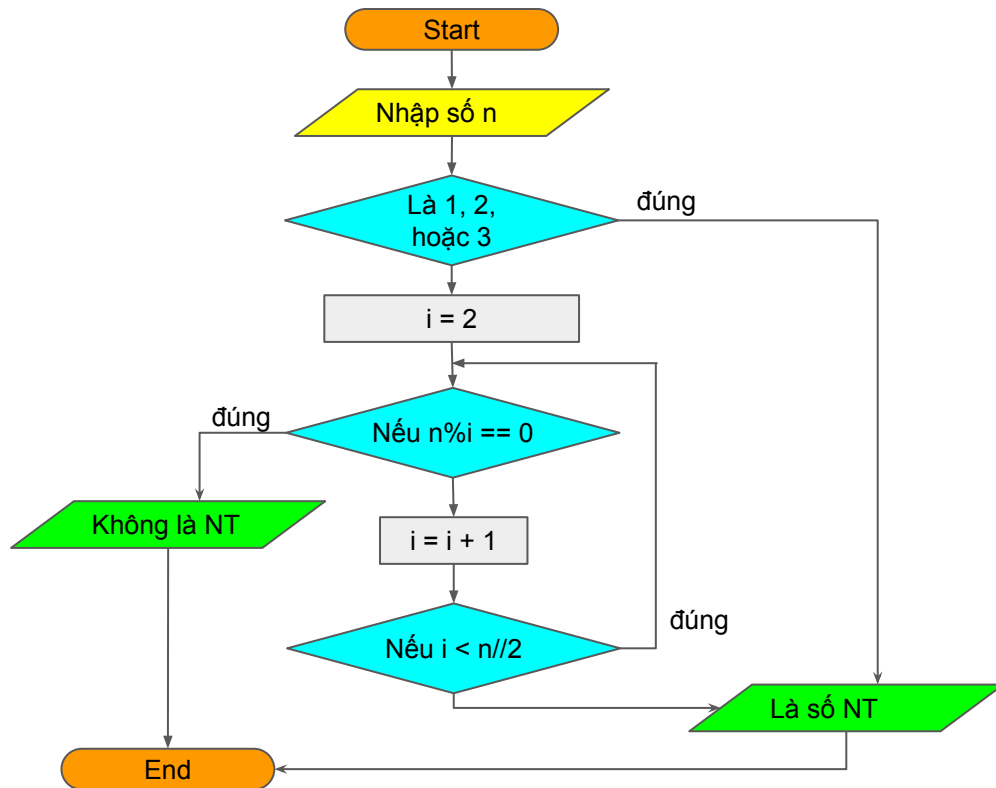 Start
Nhập số n
Là 1, 2,
hoặc 3
đúng
i = 2
đúng
Nếu n%i == 0
Không là NT
i = i + 1
đúng
Nếu i < n//2
Là số NT
End